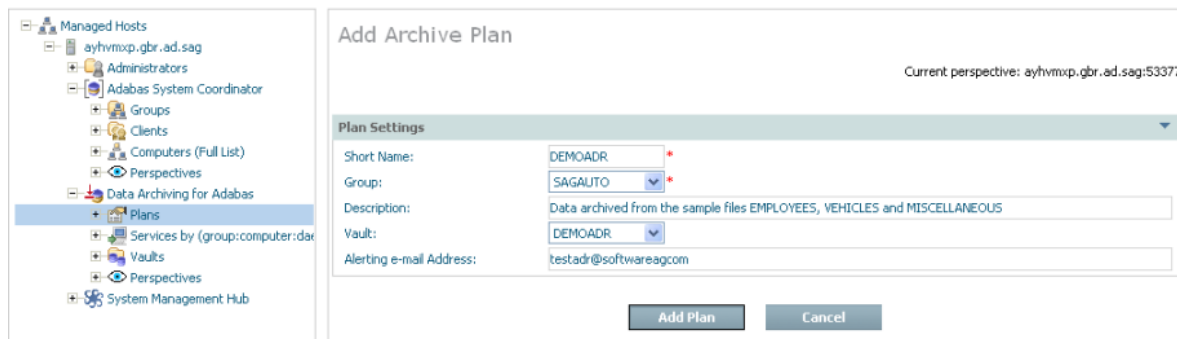 Managed Hosts
ayhvmxp.gbr.ad.sag
Administrators
Adabas System Coordinator
Groups
Clients
Computers (Full List)
Perspectives
Data Archiving for Adabas
Plans
Services by (group:computer:dae
Vaults
Perspectives
System Management Hub
Add Archive Plan
Current perspective: ayhvmxp.gbr.ad.sag:53377
Plan Settings
Short Name: DEMOADR *
Group: SAGAUTO *
Description: Data archived from the sample files EMPLOYEES, VEHICLES and MISCELLANEOUS
Vault: DEMOADR
Alerting e-mail Address: testadr@softwareagcom
Add Plan Cancel